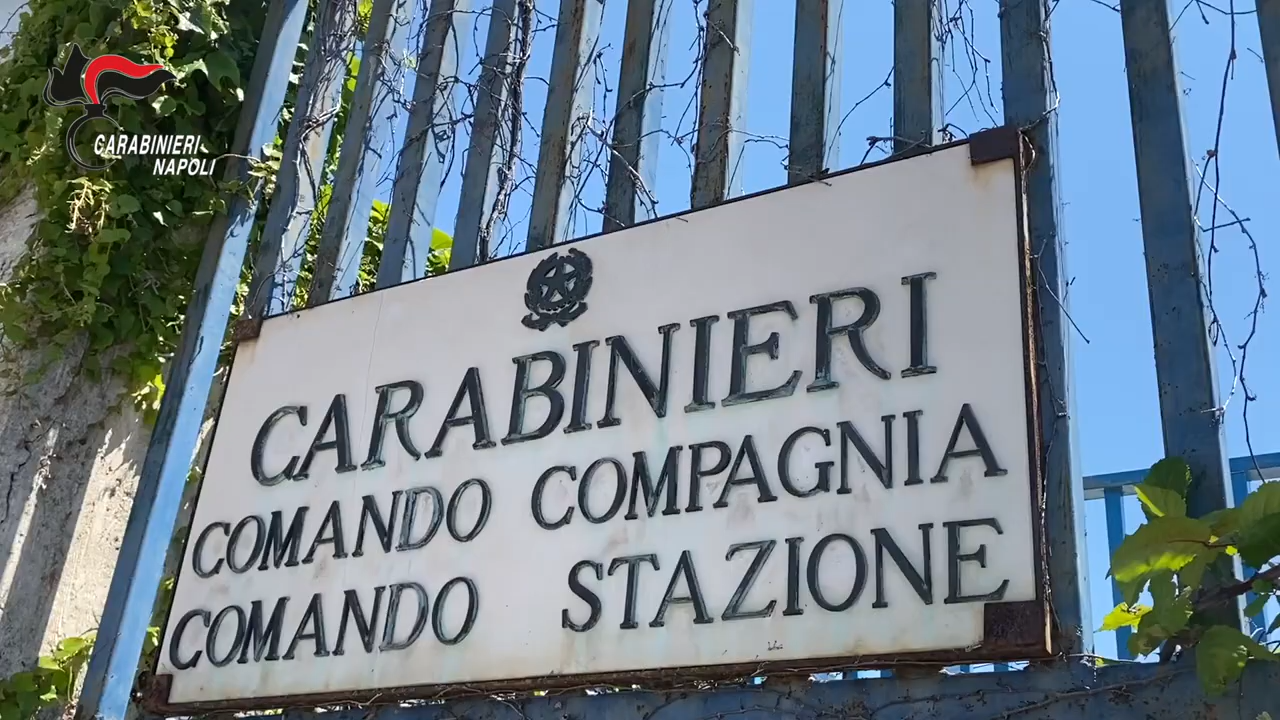 CARABINIERI
NAPOLI
CARABINIERI
COMANDO COMPAGNIA
COMANDO STAZIONE